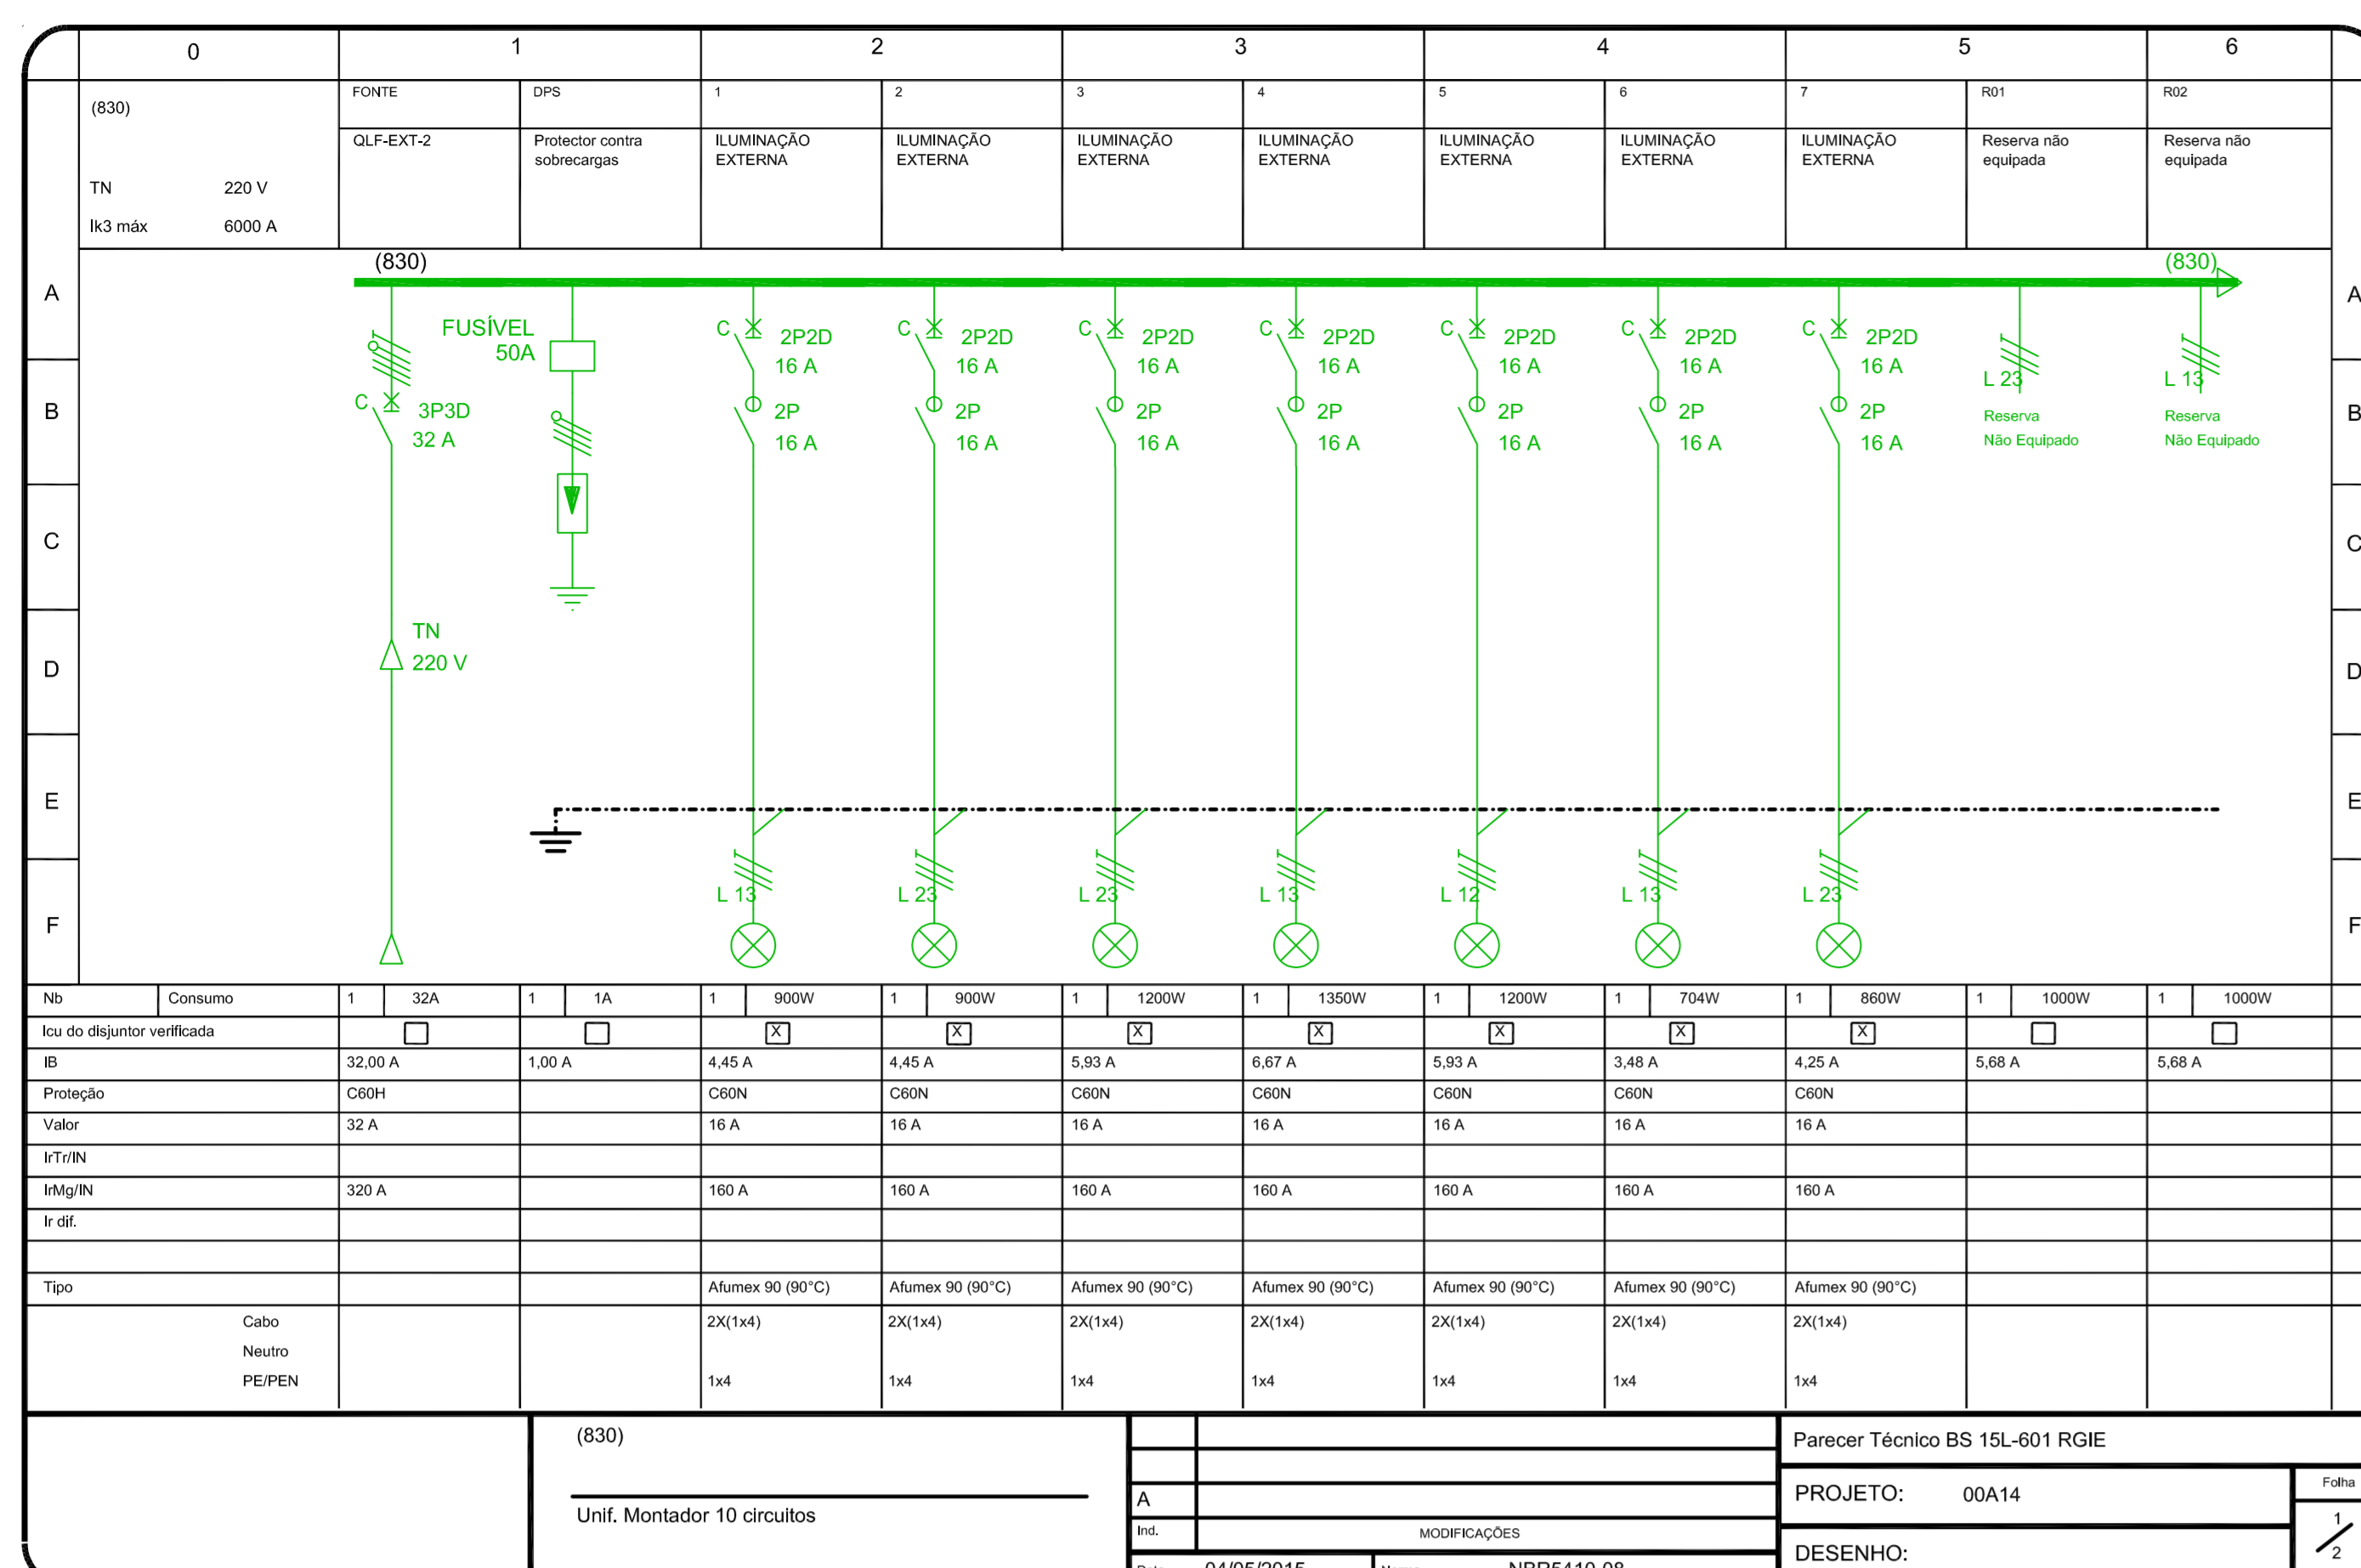 0 1 2 3 4 5 6
(830)
TN 220 V
Ik3 máx 6000 A
FONTE DPS 1 2 3 4 5 6 7 R01 R02
QLF-EXT-2 Protector contra ILUMINAÇÃO ILUMINAÇÃO ILUMINAÇÃO ILUMINAÇÃO ILUMINAÇÃO ILUMINAÇÃO ILUMINAÇÃO Reserva não Reserva não
sobrecargas EXTERNA EXTERNA EXTERNA EXTERNA EXTERNA EXTERNA EXTERNA equipada equipada
(830) (830)
A A
FUSÍVEL C 2P2D C 2P2D C 2P2D C 2P2D C 2P2D C 2P2D C 2P2D
50A 16 A 16 A 16 A 16 A 16 A 16 A 16 A
L 23 L 13
B C 3P3D 2P 2P 2P 2P 2P 2P 2P Reserva Reserva B
32 A 16 A 16 A 16 A 16 A 16 A 16 A 16 A Não Equipado Não Equipado
C C
TN
220 V
D D
E E
L 13 L 23 L 23 L 13 L 12 L 13 L 23
F F
Nb Consumo 1 32A 1 1A 1 900W 1 900W 1 1200W 1 1350W 1 1200W 1 704W 1 860W 1 1000W 1 1000W
Icu do disjuntor verificada X X X X X X X
IB 32,00 A 1,00 A 4,45 A 4,45 A 5,93 A 6,67 A 5,93 A 3,48 A 4,25 A 5,68 A 5,68 A
Proteção C60H C60N C60N C60N C60N C60N C60N C60N
Valor 32 A 16 A 16 A 16 A 16 A 16 A 16 A 16 A
IrTr/IN
IrMg/IN 320 A 160 A 160 A 160 A 160 A 160 A 160 A 160 A
Ir dif.
Tipo Afumex 90 (90°C) Afumex 90 (90°C) Afumex 90 (90°C) Afumex 90 (90°C) Afumex 90 (90°C) Afumex 90 (90°C) Afumex 90 (90°C)
Cabo 2X(1x4) 2X(1x4) 2X(1x4) 2X(1x4) 2X(1x4) 2X(1x4) 2X(1x4)
Neutro
PE/PEN 1x4 1x4 1x4 1x4 1x4 1x4 1x4
(830)
Unif. Montador 10 circuitos
A
Ind. MODIFICAÇÕES
04/05/2015 NBR5410-08
Parecer Técnico BS 15L-601 RGIE
PROJETO: 00A14
Folha
1
2
DESENHO: